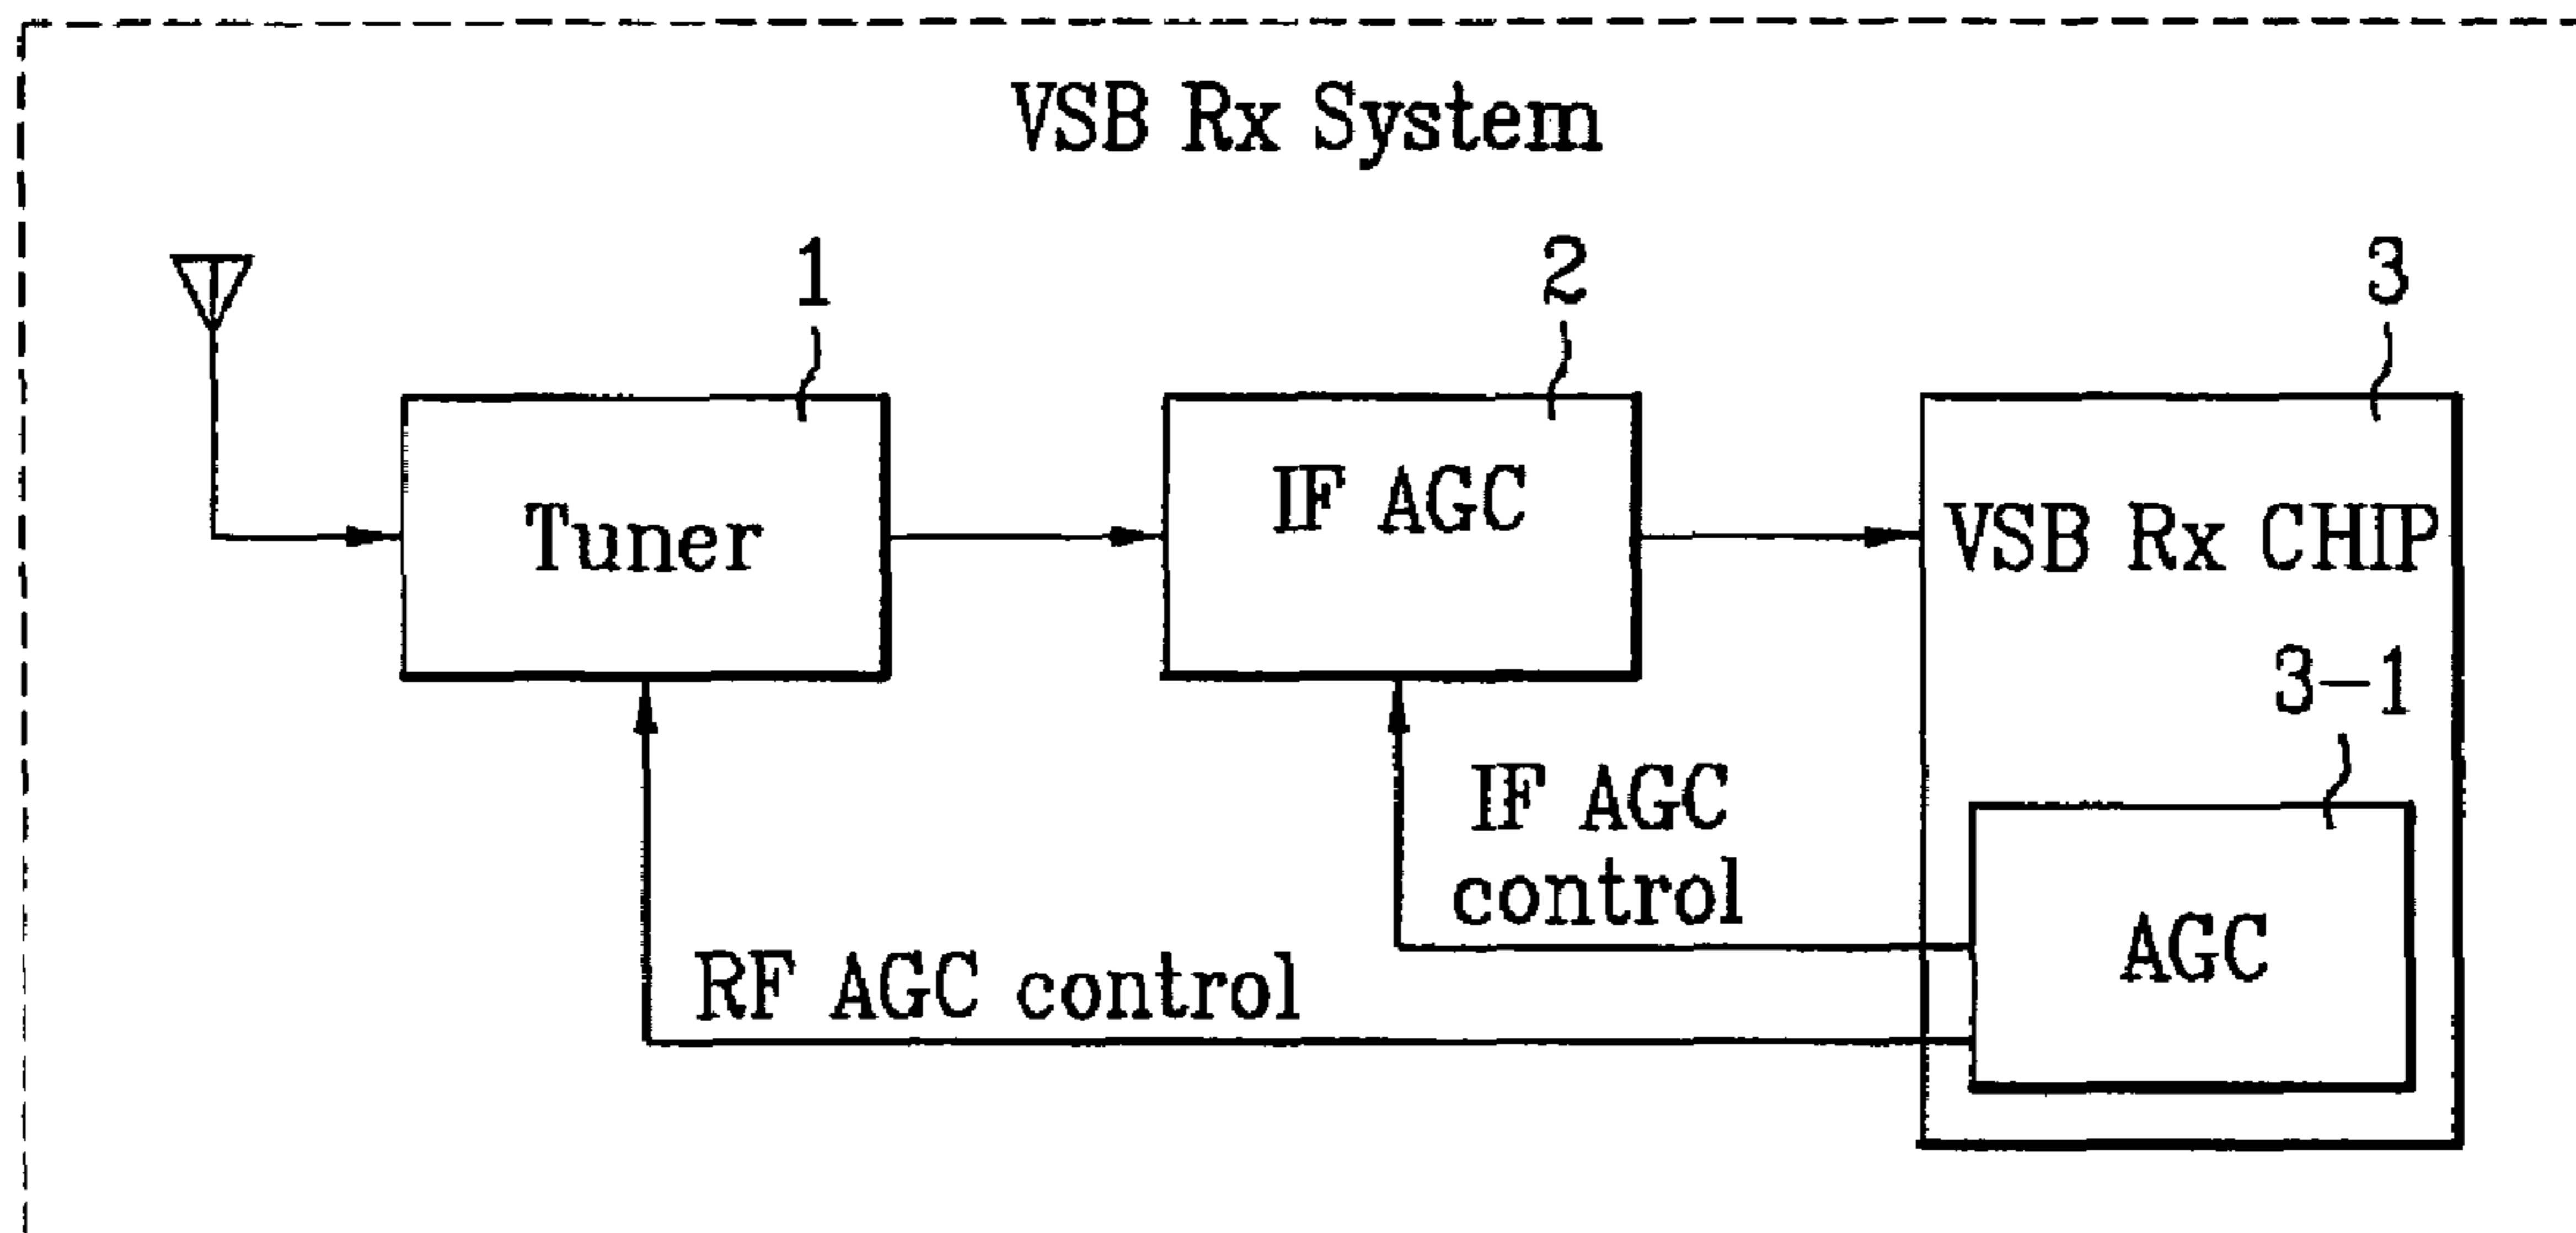 VSB Rx System
1
2
3
Tuner
IF AGC
VSB Rx CHIP
3-1
IF AGC
control
AGC
RF AGC control